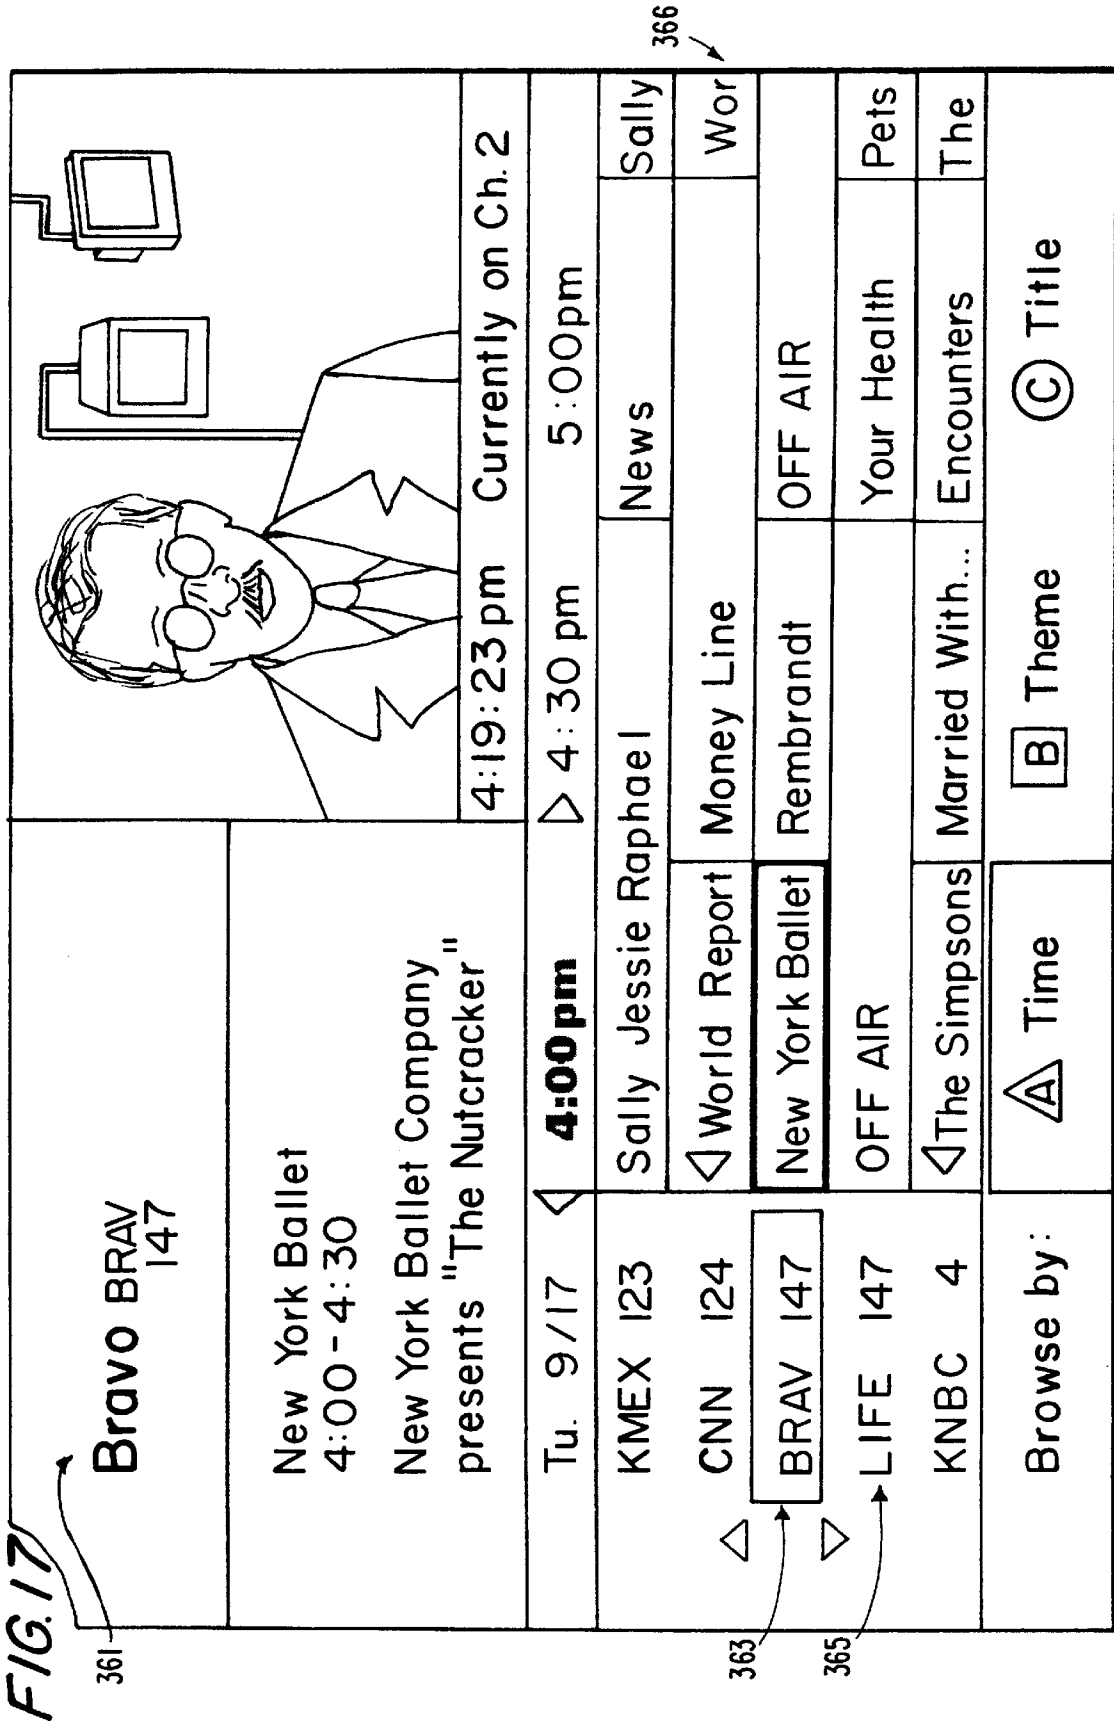 FIG. 17
361
Bravo BRAV
147
New York Ballet
4:00-4:30
New York Ballet Company
presents "The Nutcracker"
4:19:23pm Currently on Ch. 2
Tu. 9/17 4:00pm 4:30 pm 5:00pm
KMEX 123 Sally Jessie Raphael News Sally
366
CNN 124 World Report Money Line Wor
363
BRAV 147 New York Ballet Rembrandt OFF AIR
365
LIFE 147 OFF AIR Your Health Pets
KNBC 4 The Simpsons Married With... Encounters The
Browse by: A Time B Theme C Title